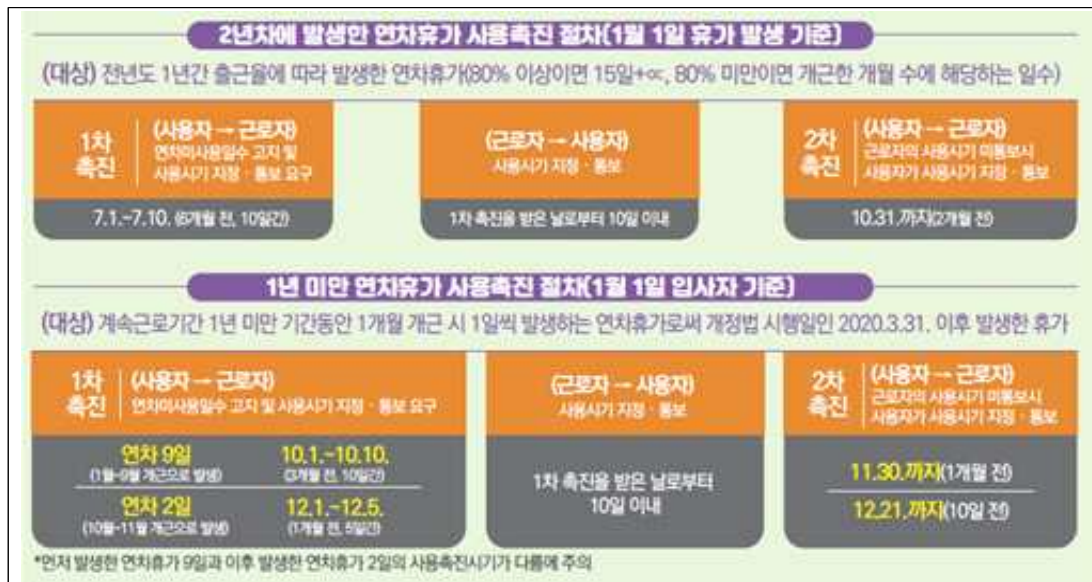 2년차에 발생한 연차휴가 사용촉진 절차(1월 1일 휴가 발생 기준)
(대상) 전년도 1년간 출근율에 따라 발생한 연차휴가(80% 이상이면 15일+∝, 80% 미만이면 개근한 개월 수에 해당하는 일수)
1차
촉진
(사용자 → 근로자)
연차미사용일수 고지 및
사용시기 지정·통보 요구
7.1.~7.10. (6개월 전, 10일간)
(근로자 → 사용자)
사용시기 지정·통보
1차 촉진을 받은 날로부터 10일 이내
2차
촉진
(사용자 → 근로자)
근로자의 사용시기 미통보시
사용자가 사용시기 지정·통보
10.31.까지(2개월 전)
1년 미만 연차휴가 사용촉진 절차(1월 1일 입사자 기준)
(대상) 계속근로기간 1년 미만 기간동안 1개월 개근 시 1일씩 발생하는 연차휴가로써 개정법 시행일인 2020.3.31. 이후 발생한 휴가
1차
촉진
(사용자 → 근로자)
연차미사용일수 고지 및 사용시기 지정·통보 요구
연차 9일
(1월~9월 개근으로 발생)
10.1.~10.10.
(3개월 전, 10일간)
연차 2일
(10월~11월 개근으로 발생)
12.1.~12.5.
(1개월 전, 5일간)
(근로자 → 사용자)
사용시기 지정·통보
1차 촉진을 받은 날로부터
10일 이내
2차
촉진
(사용자 → 근로자)
근로자의 사용시기 미통보시
사용자가 사용시기 지정·통보
11.30.까지(1개월 전)
12.21.까지(10일 전)
*먼저 발생한 연차휴가 9일과 이후 발생한 연차휴가 2일의 사용촉진시기가 다름에 주의